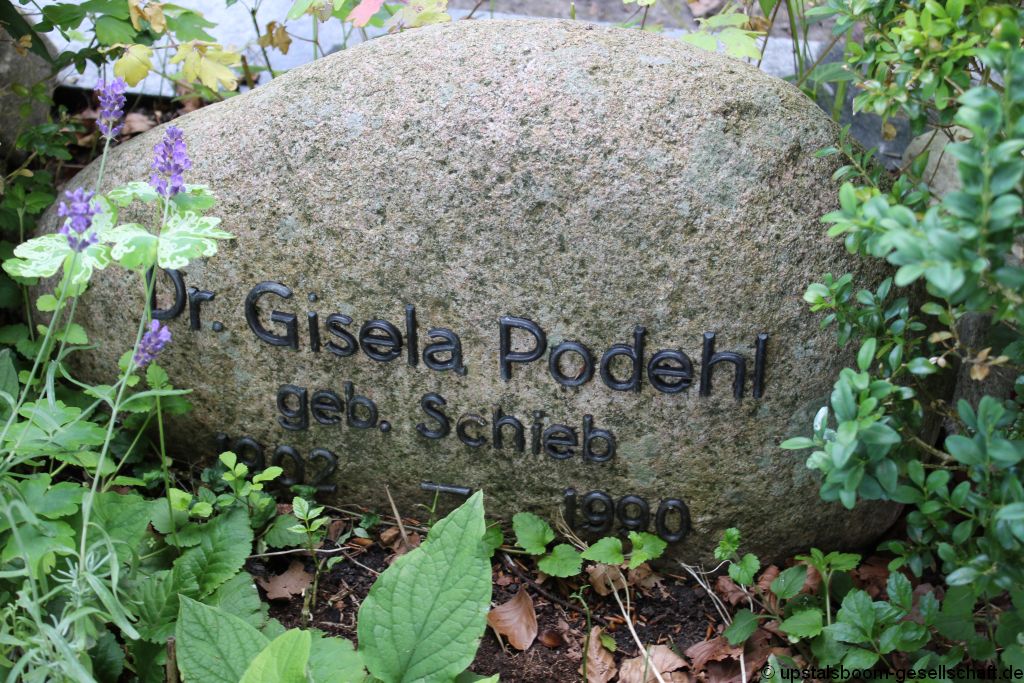 Dr. Gisela Podehl
geb. Schieb
1902 – 1990
© upstalsboom-gesellschaft.de